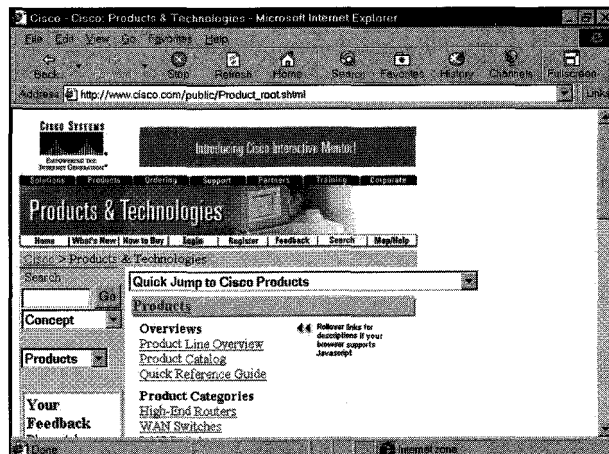 Cisco - Cisco: Products & Technologies - Microsoft Internet Explorer
File Edit View Go Favorites Help
Back Stop Refresh Home Search Favorites History Channels Fullscreen
Address http://www.cisco.com/public/Product_root.shtml Links
CISCO SYSTEMS
EMPOWERING THE
INTERNET GENERATION
Introducing Cisco Interactive Mentor!
Solutions Products Ordering Support Partners Training Corporate
Products & Technologies
Home | What's New | How to Buy | Login | Register | Feedback | Search | Map/Help
Cisco > Products & Technologies
Search
Go
Concept
Products
Your
Feedback
Quick Jump to Cisco Products
Products
Overviews
Product Line Overview
Product Catalog
Quick Reference Guide
Rollover links for
descriptions if your
browser supports
Javascript
Product Categories
High-End Routers
WAN Switches
Done Internet zone